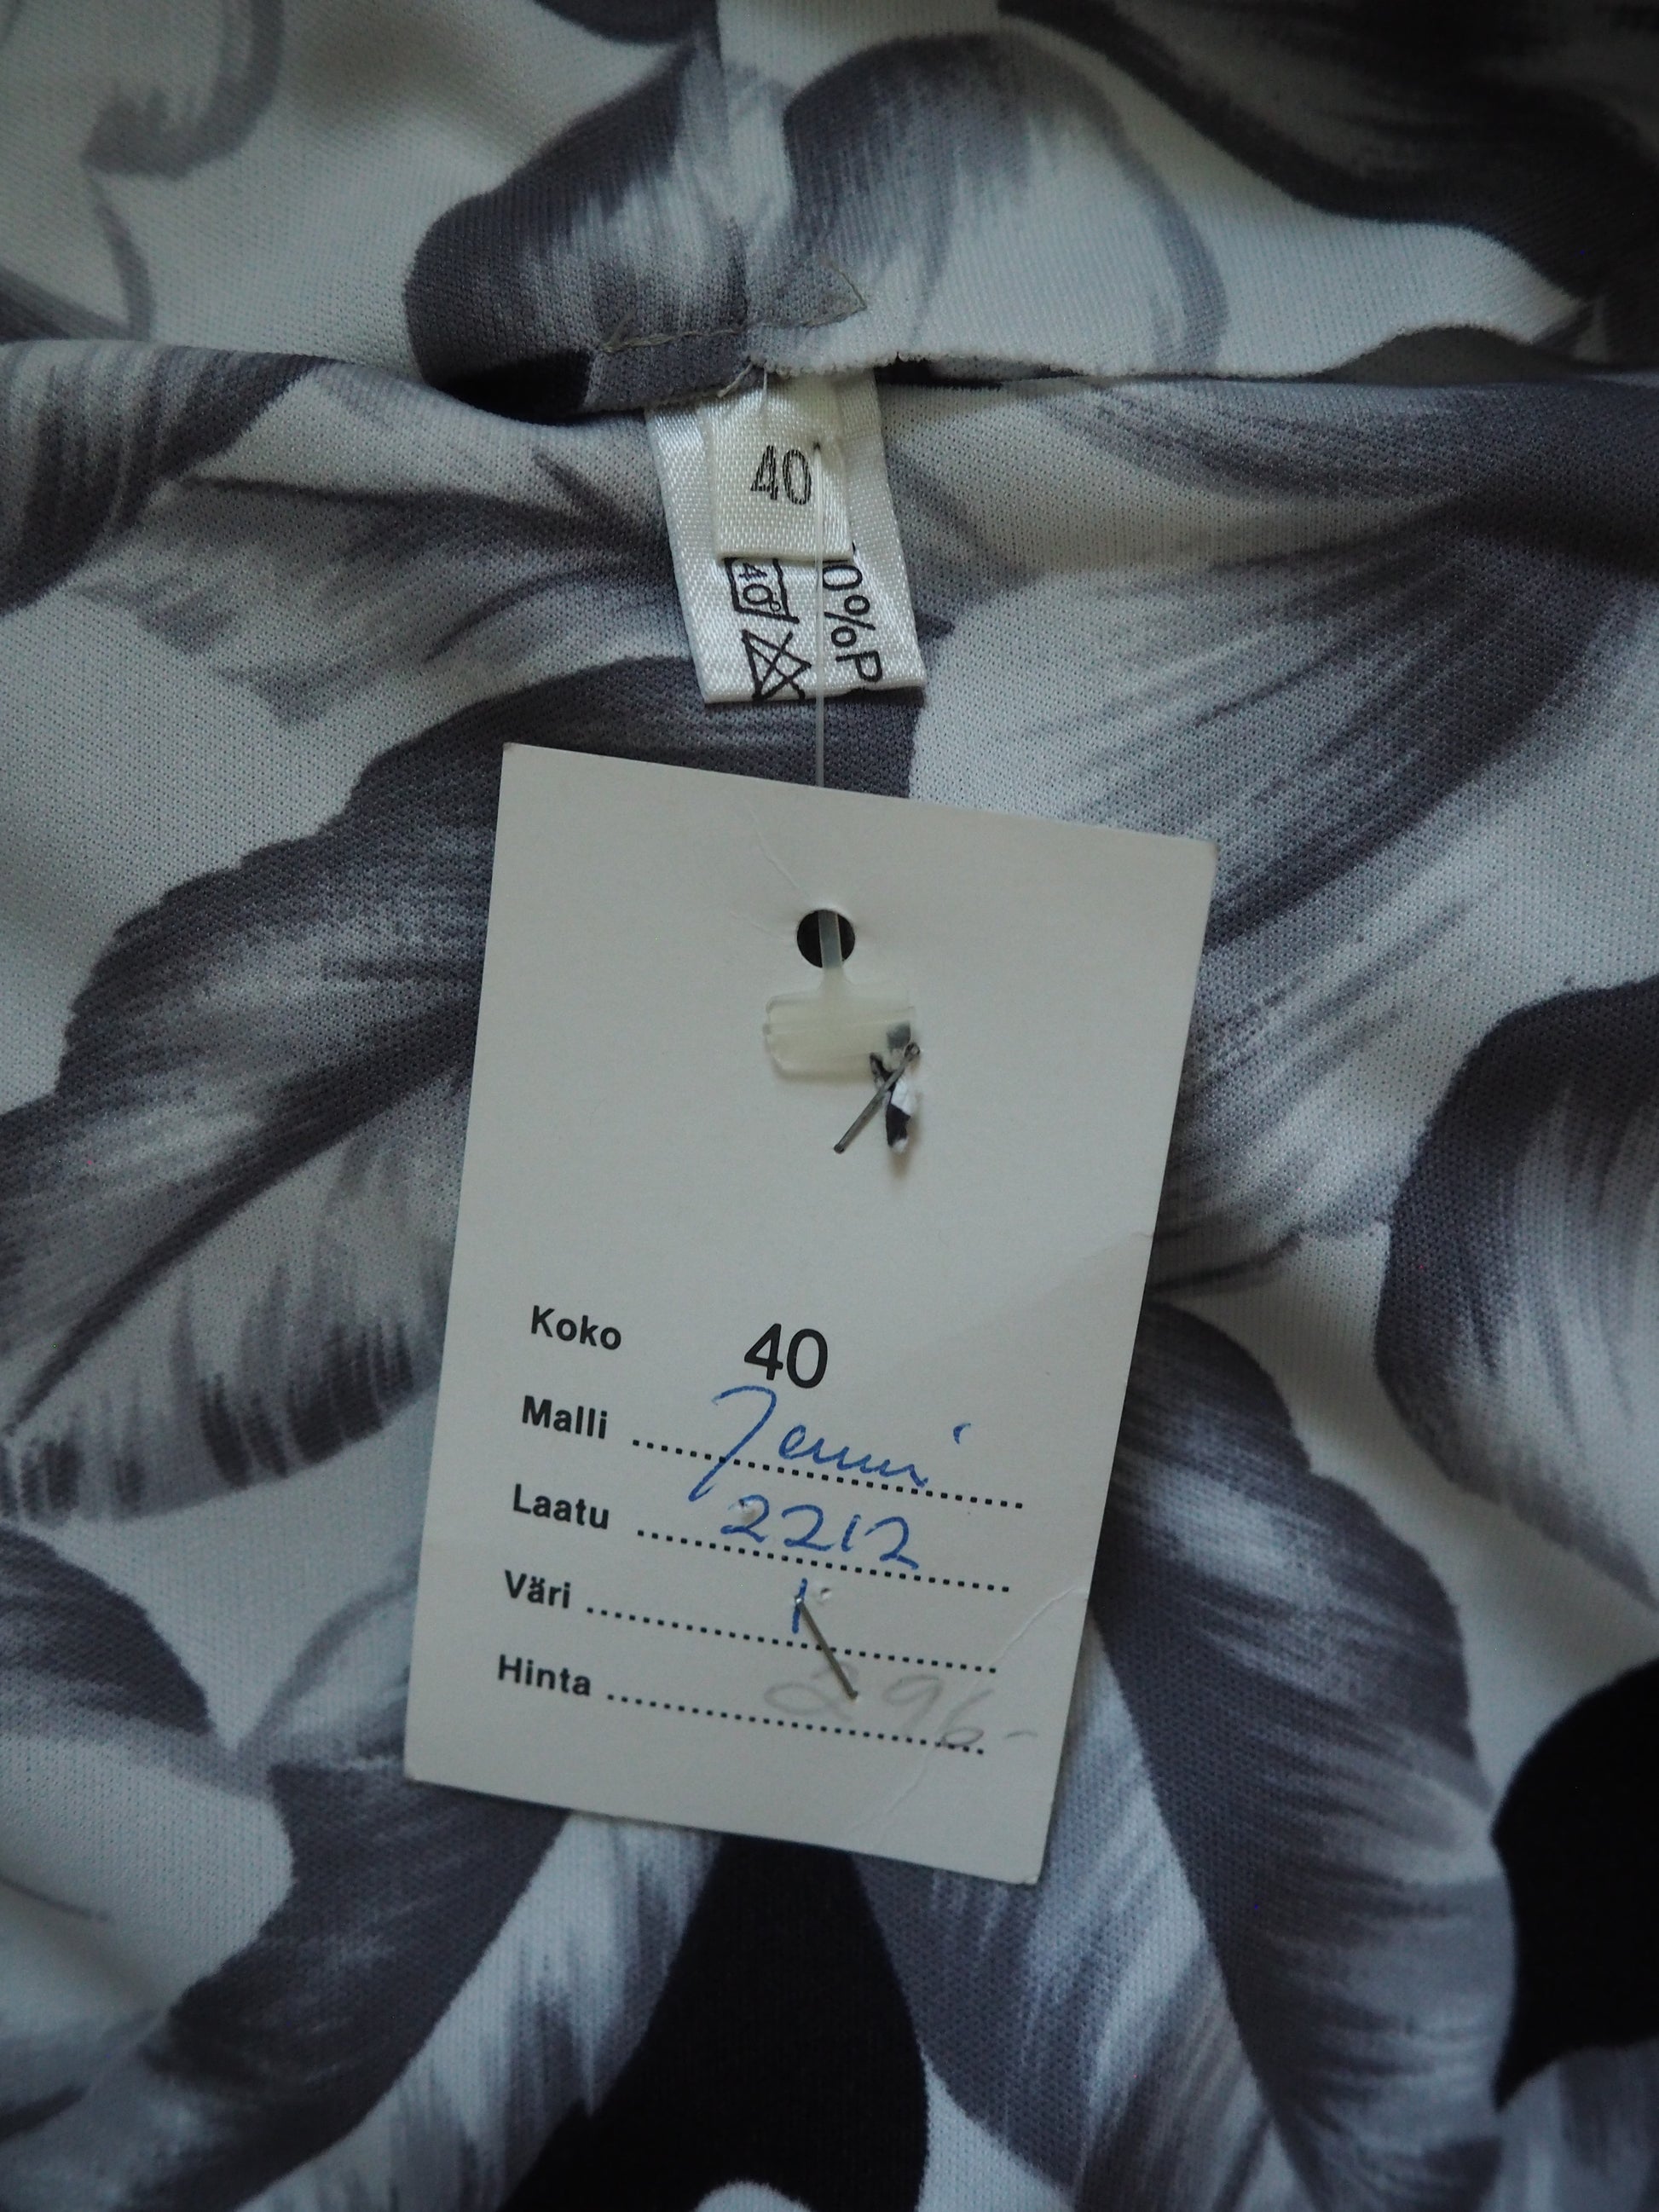 40
40°
0%P
Koko 40
Malli Jenni
Laatu 2212
Väri 1
Hinta 296-